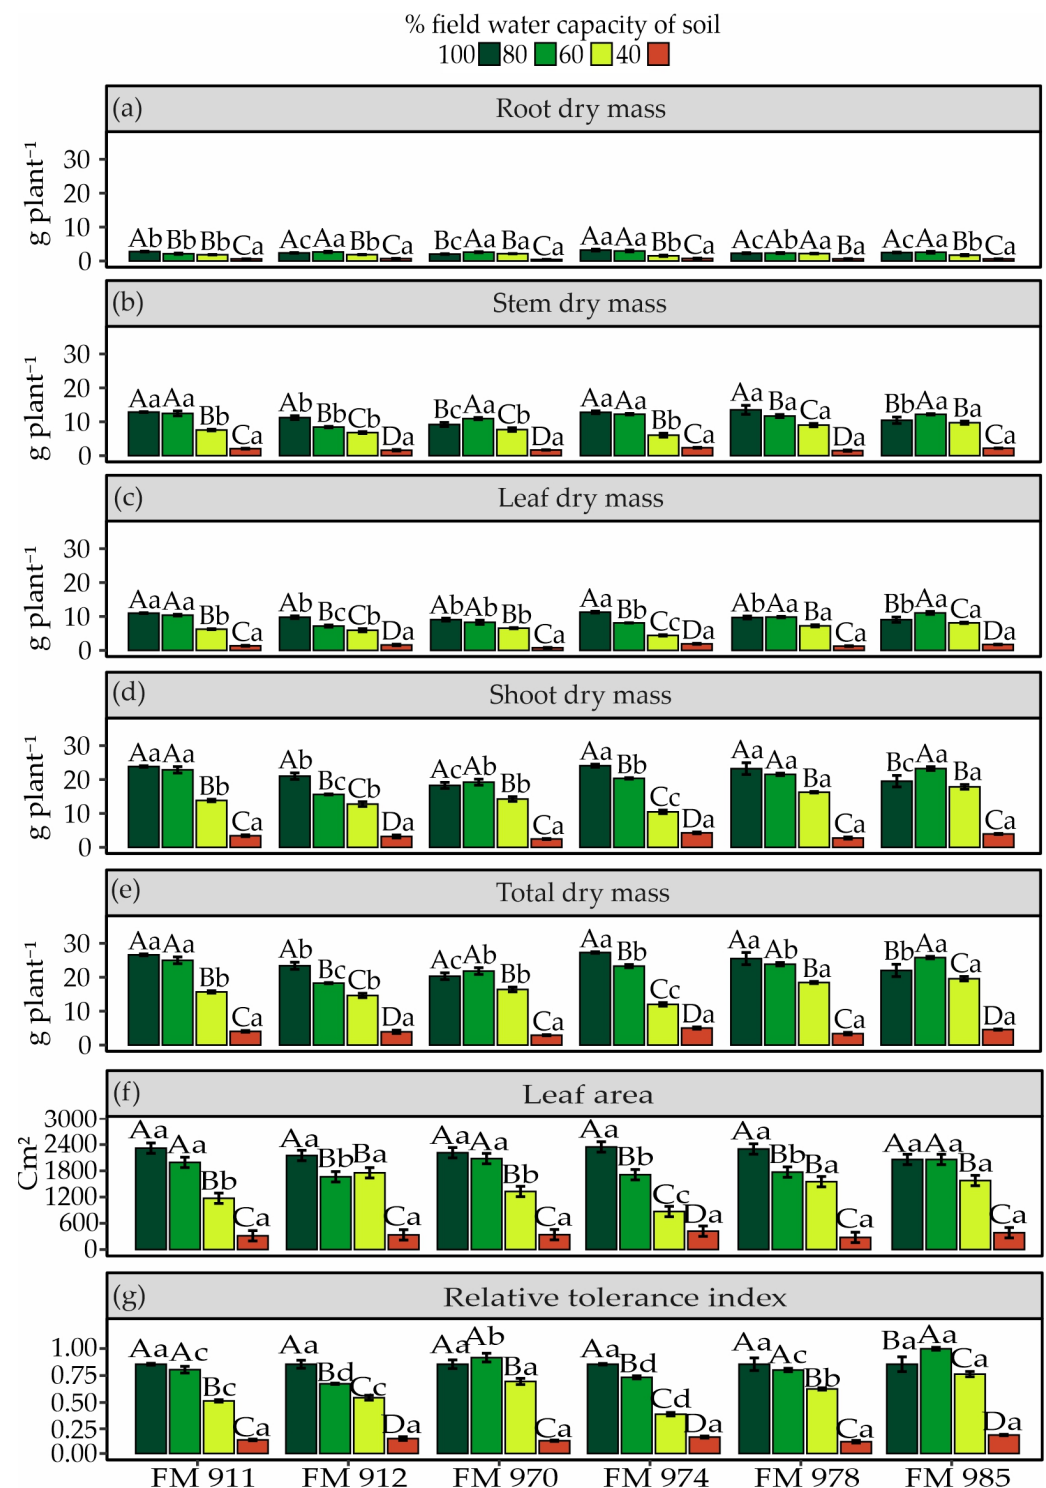 % field water capacity of soil
100 80 60 40
(a) Root dry mass
g plant⁻¹
30
20
10
0
Ab Bb Bb Ca Ac Aa Bb Ca Bc Aa Ba Ca Aa Aa Bb Ca Ac Ab Aa Ba Ac Aa Bb Ca
(b) Stem dry mass
g plant⁻¹
30
20
10
0
Aa Aa Bb Ca Ab Bb Cb Da Bc Aa Cb Da Aa Aa Bb Ca Aa Ba Ca Da Bb Aa Ba Ca
(c) Leaf dry mass
g plant⁻¹
30
20
10
0
Aa Aa Bb Ca Ab Bc Cb Da Ab Ab Bb Ca Aa Bb Cc Da Ab Aa Ba Ca Bb Aa Ca Da
(d) Shoot dry mass
g plant⁻¹
30
20
10
0
Aa Aa Bb Ca Ab Bc Cb Da Ac Ab Bb Ca Aa Bb Cc Da Aa Aa Ba Ca Bc Aa Ba Ca
(e) Total dry mass
g plant⁻¹
30
20
10
0
Aa Aa Bb Ca Ab Bc Cb Da Ac Ab Bb Ca Aa Bb Cc Da Aa Ab Ba Ca Bb Aa Ca Da
(f) Leaf area
Cm²
3000
2400
1800
1200
600
0
Aa Aa Bb Ca Aa Bb Ba Ca Aa Aa Bb Ca Aa Bb Cc Da Aa Bb Ba Ca Aa Aa Ba Ca
(g) Relative tolerance index
1.00
0.75
0.50
0.25
0.00
Aa Ac Bc Ca Aa Bd Cc Da Aa Ab Ba Ca Aa Bd Cd Da Aa Ac Bb Ca Ba Aa Ca Da
FM 911 FM 912 FM 970 FM 974 FM 978 FM 985